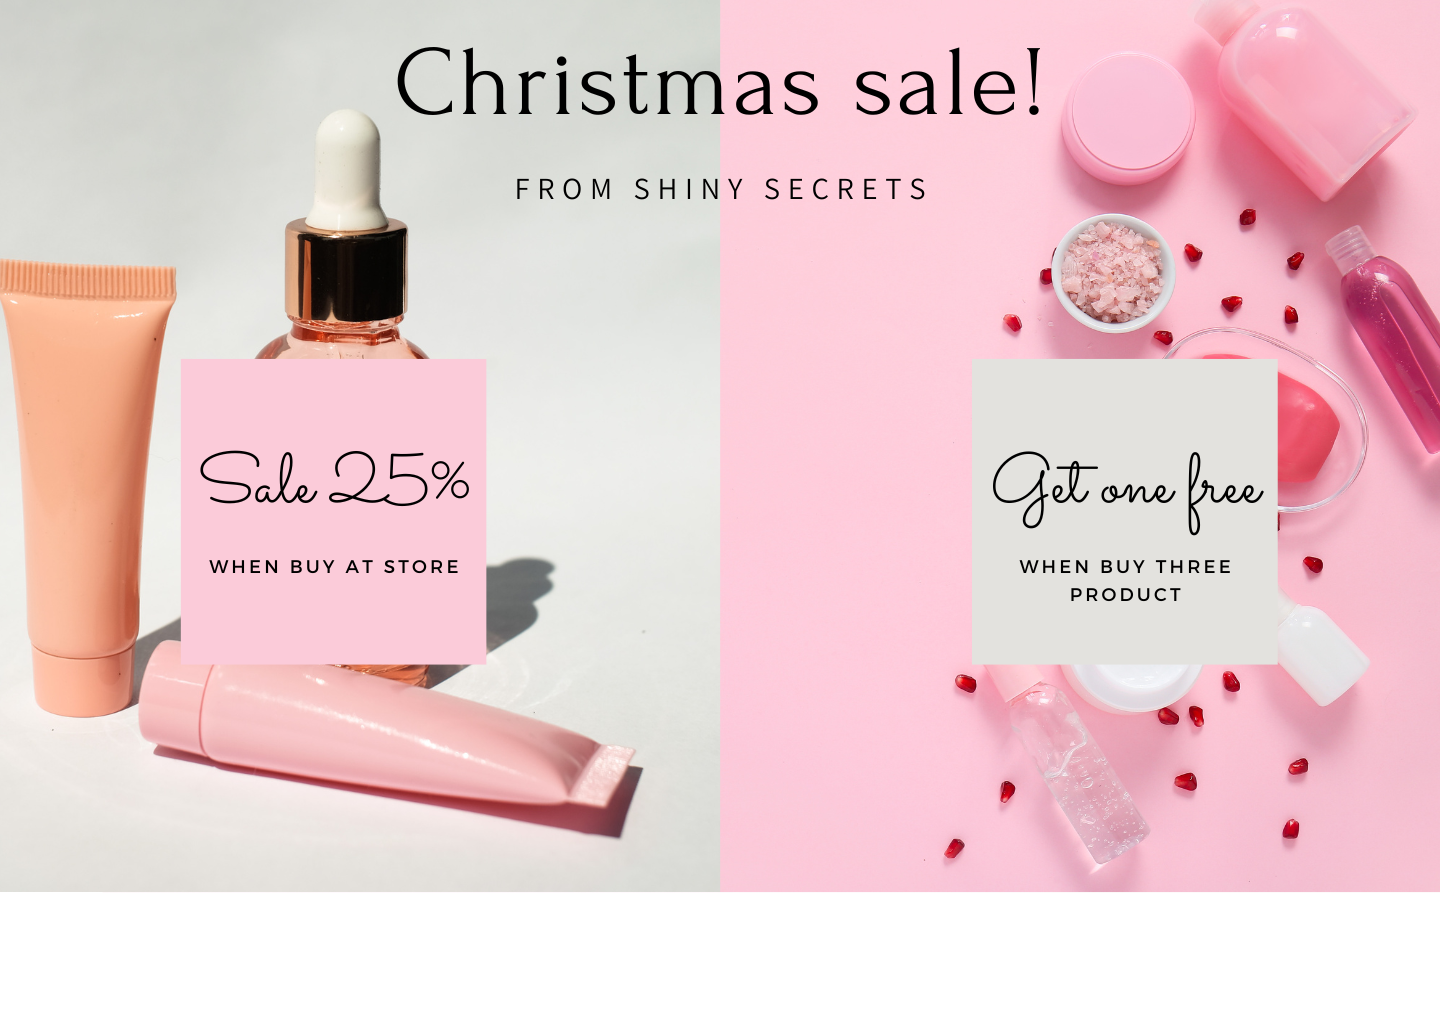 Christmas sale!
FROM SHINY SECRETS
Sale 25%
WHEN BUY AT STORE
Get one free
WHEN BUY THREE
PRODUCT